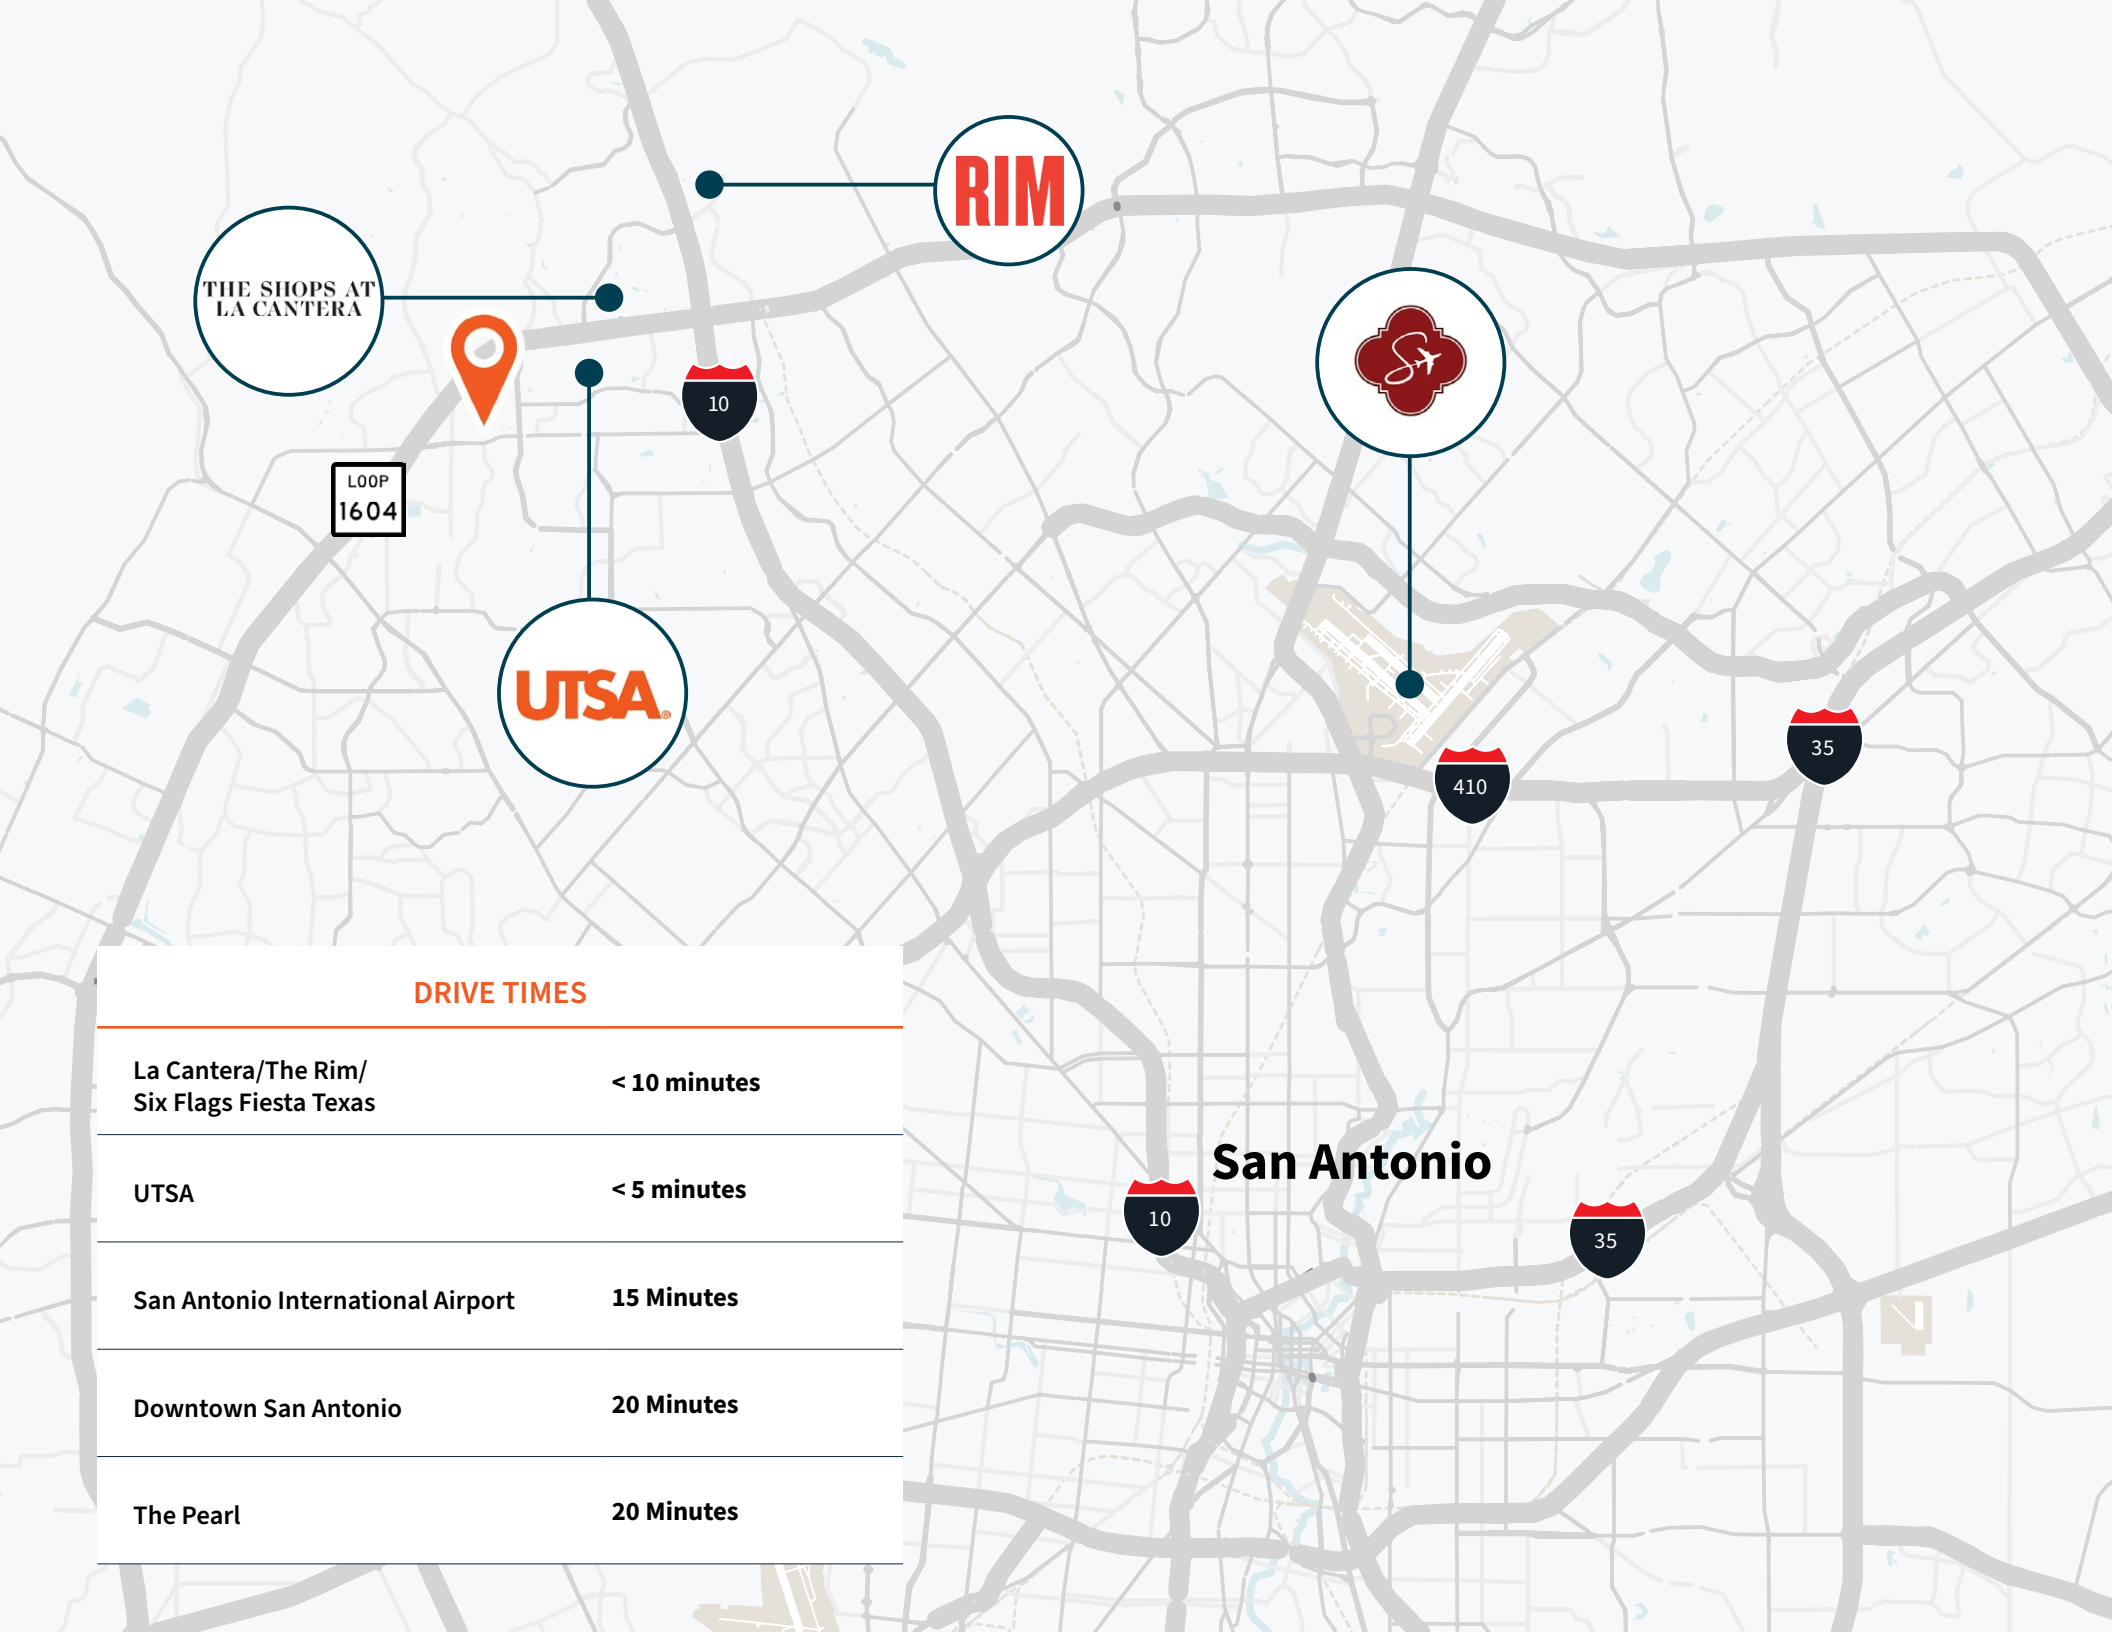 RIM
THE SHOPS AT
LA CANTERA
10
LOOP
1604
UTSA®
35
410
DRIVE TIMES
La Cantera/The Rim/
Six Flags Fiesta Texas
< 10 minutes
UTSA
< 5 minutes
San Antonio International Airport
15 Minutes
Downtown San Antonio
20 Minutes
The Pearl
20 Minutes
San Antonio
10
35